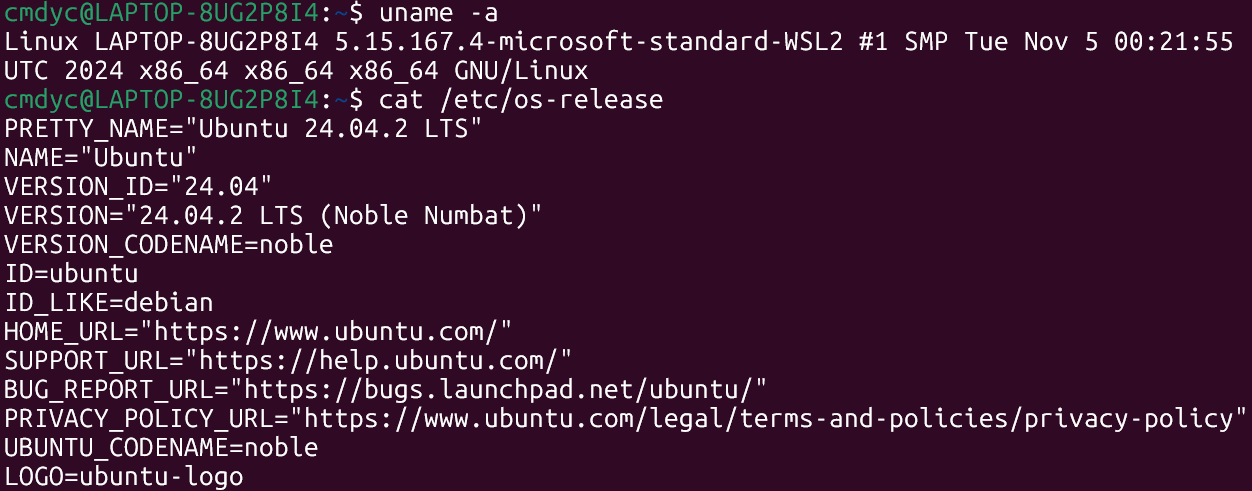 cmdyc@LAPTOP-8UG2P8I4:~$ uname -a
Linux LAPTOP-8UG2P8I4 5.15.167.4-microsoft-standard-WSL2 #1 SMP Tue Nov 5 00:21:55
UTC 2024 x86_64 x86_64 x86_64 GNU/Linux
cmdyc@LAPTOP-8UG2P8I4:~$ cat /etc/os-release
PRETTY_NAME="Ubuntu 24.04.2 LTS"
NAME="Ubuntu"
VERSION_ID="24.04"
VERSION="24.04.2 LTS (Noble Numbat)"
VERSION_CODENAME=noble
ID=ubuntu
ID_LIKE=debian
HOME_URL="https://www.ubuntu.com/"
SUPPORT_URL="https://help.ubuntu.com/"
BUG_REPORT_URL="https://bugs.launchpad.net/ubuntu/"
PRIVACY_POLICY_URL="https://www.ubuntu.com/legal/terms-and-policies/privacy-policy"
UBUNTU_CODENAME=noble
LOGO=ubuntu-logo